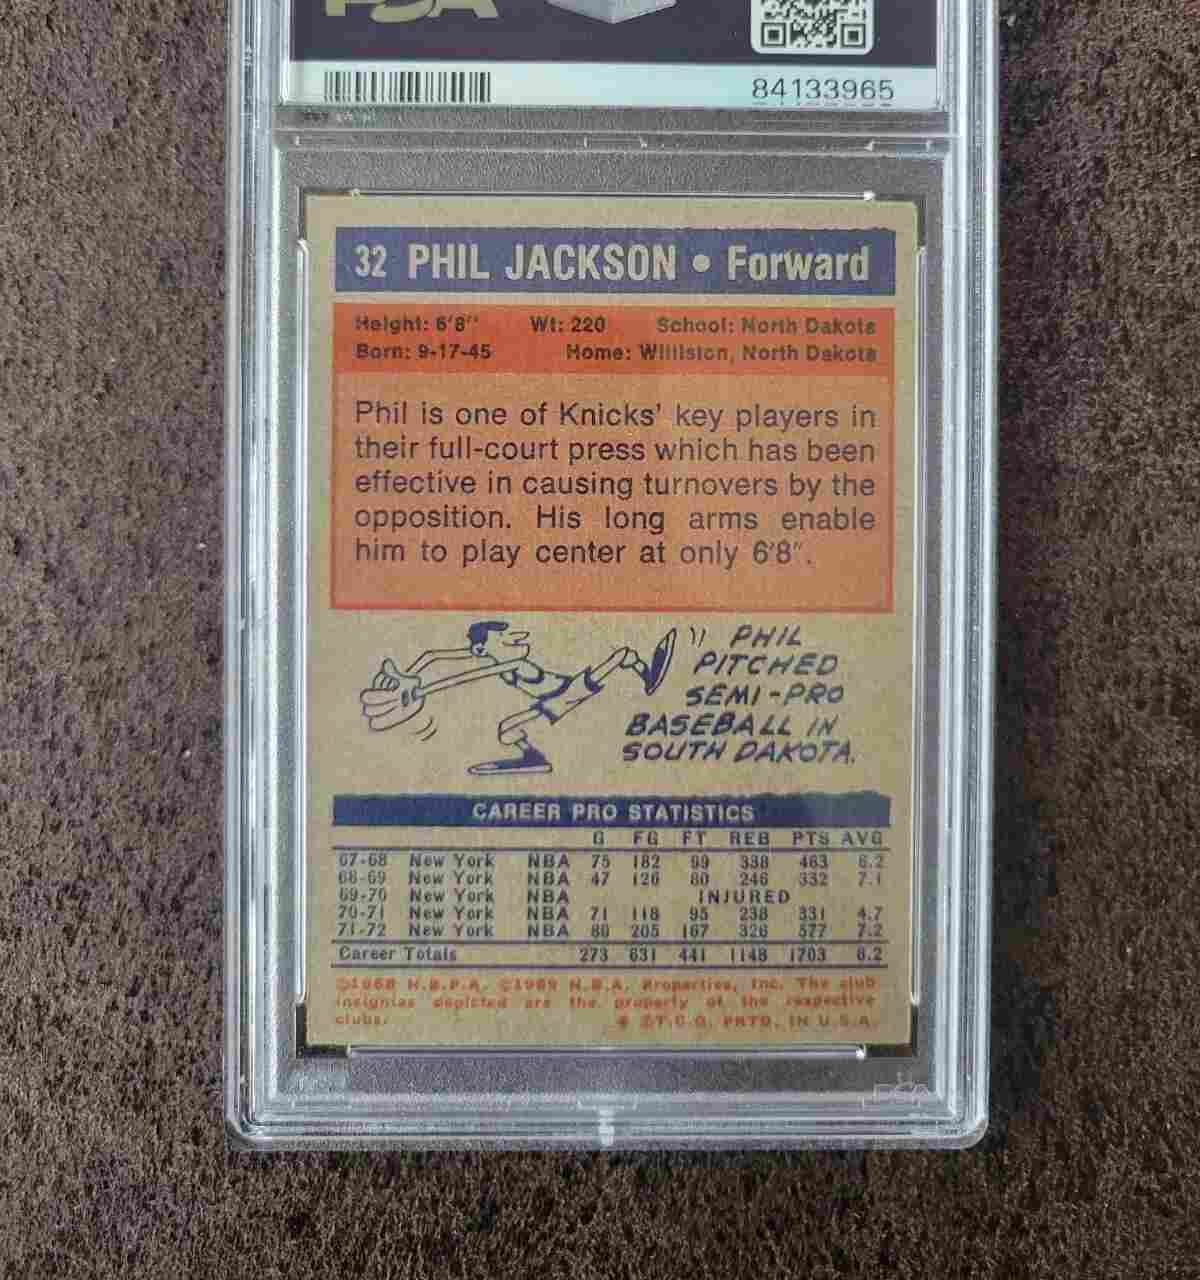 PSA
84133965
32 PHIL JACKSON • Forward
Height: 6'8" Wt: 220 School: North Dakota
Born: 9-17-45 Home: Williston, North Dakota
Phil is one of Knicks' key players in
their full-court press which has been
effective in causing turnovers by the
opposition. His long arms enable
him to play center at only 6'8".
PHIL
PITCHED
SEMI-PRO
BASEBALL IN
SOUTH DAKOTA.
CAREER PRO STATISTICS
G FG FT REB PTS AVG
67-68 New York NBA 75 182 99 338 463 6.2
68-69 New York NBA 47 126 80 246 332 7.1
69-70 New York NBA INJURED
70-71 New York NBA 71 118 95 238 331 4.7
71-72 New York NBA 80 205 167 326 577 7.2
Career Totals 273 631 441 1148 1703 6.2
©1968 N.B.P.A. ©1969 N.B.A. Properties, Inc. The club
insignias depicted are the property of the respective
clubs. * ©T.C.G. PRTD. IN U.S.A.
PSA